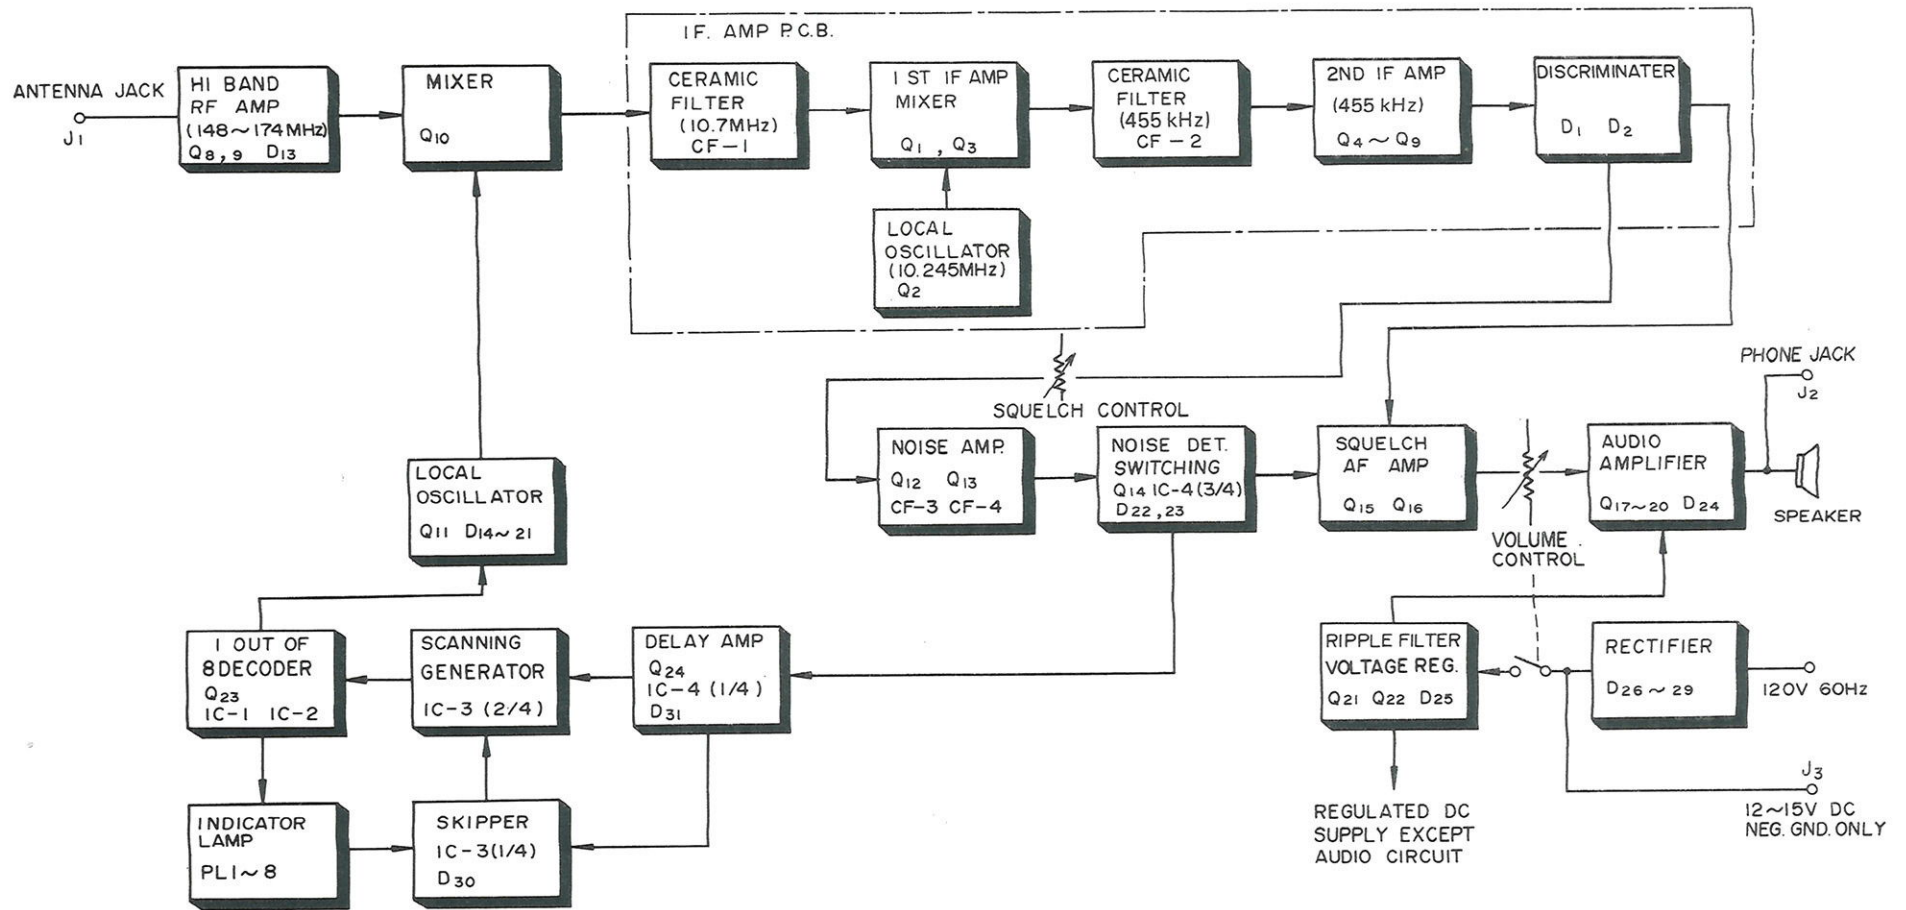 IF. AMP P.C.B.
ANTENNA JACK
J1
HI BAND
RF AMP
(148~174MHz)
Q8,9 D13
MIXER
Q10
CERAMIC
FILTER
(10.7MHz)
CF-1
1 ST IF AMP
MIXER
Q1 , Q3
CERAMIC
FILTER
(455 kHz)
CF-2
2ND IF AMP
(455 kHz)
Q4~Q9
DISCRIMINATER
D1 D2
LOCAL
OSCILLATOR
(10.245MHz)
Q2
SQUELCH CONTROL
PHONE JACK
J2
LOCAL
OSCILLATOR
Q11 D14~21
NOISE AMP.
Q12 Q13
CF-3 CF-4
NOISE DET.
SWITCHING
Q14 IC-4(3/4)
D22,23
SQUELCH
AF AMP
Q15 Q16
VOLUME
CONTROL
AUDIO
AMPLIFIER
Q17~20 D24
SPEAKER
1 OUT OF
8 DECODER
Q23
IC-1 IC-2
SCANNING
GENERATOR
IC-3 (2/4)
DELAY AMP
Q24
IC-4 (1/4)
D31
RIPPLE FILTER
VOLTAGE REG.
Q21 Q22 D25
RECTIFIER
D26~29
120V 60Hz
J3
12~15V DC
NEG. GND. ONLY
INDICATOR
LAMP
PL1~8
SKIPPER
IC-3(1/4)
D30
REGULATED DC
SUPPLY EXCEPT
AUDIO CIRCUIT